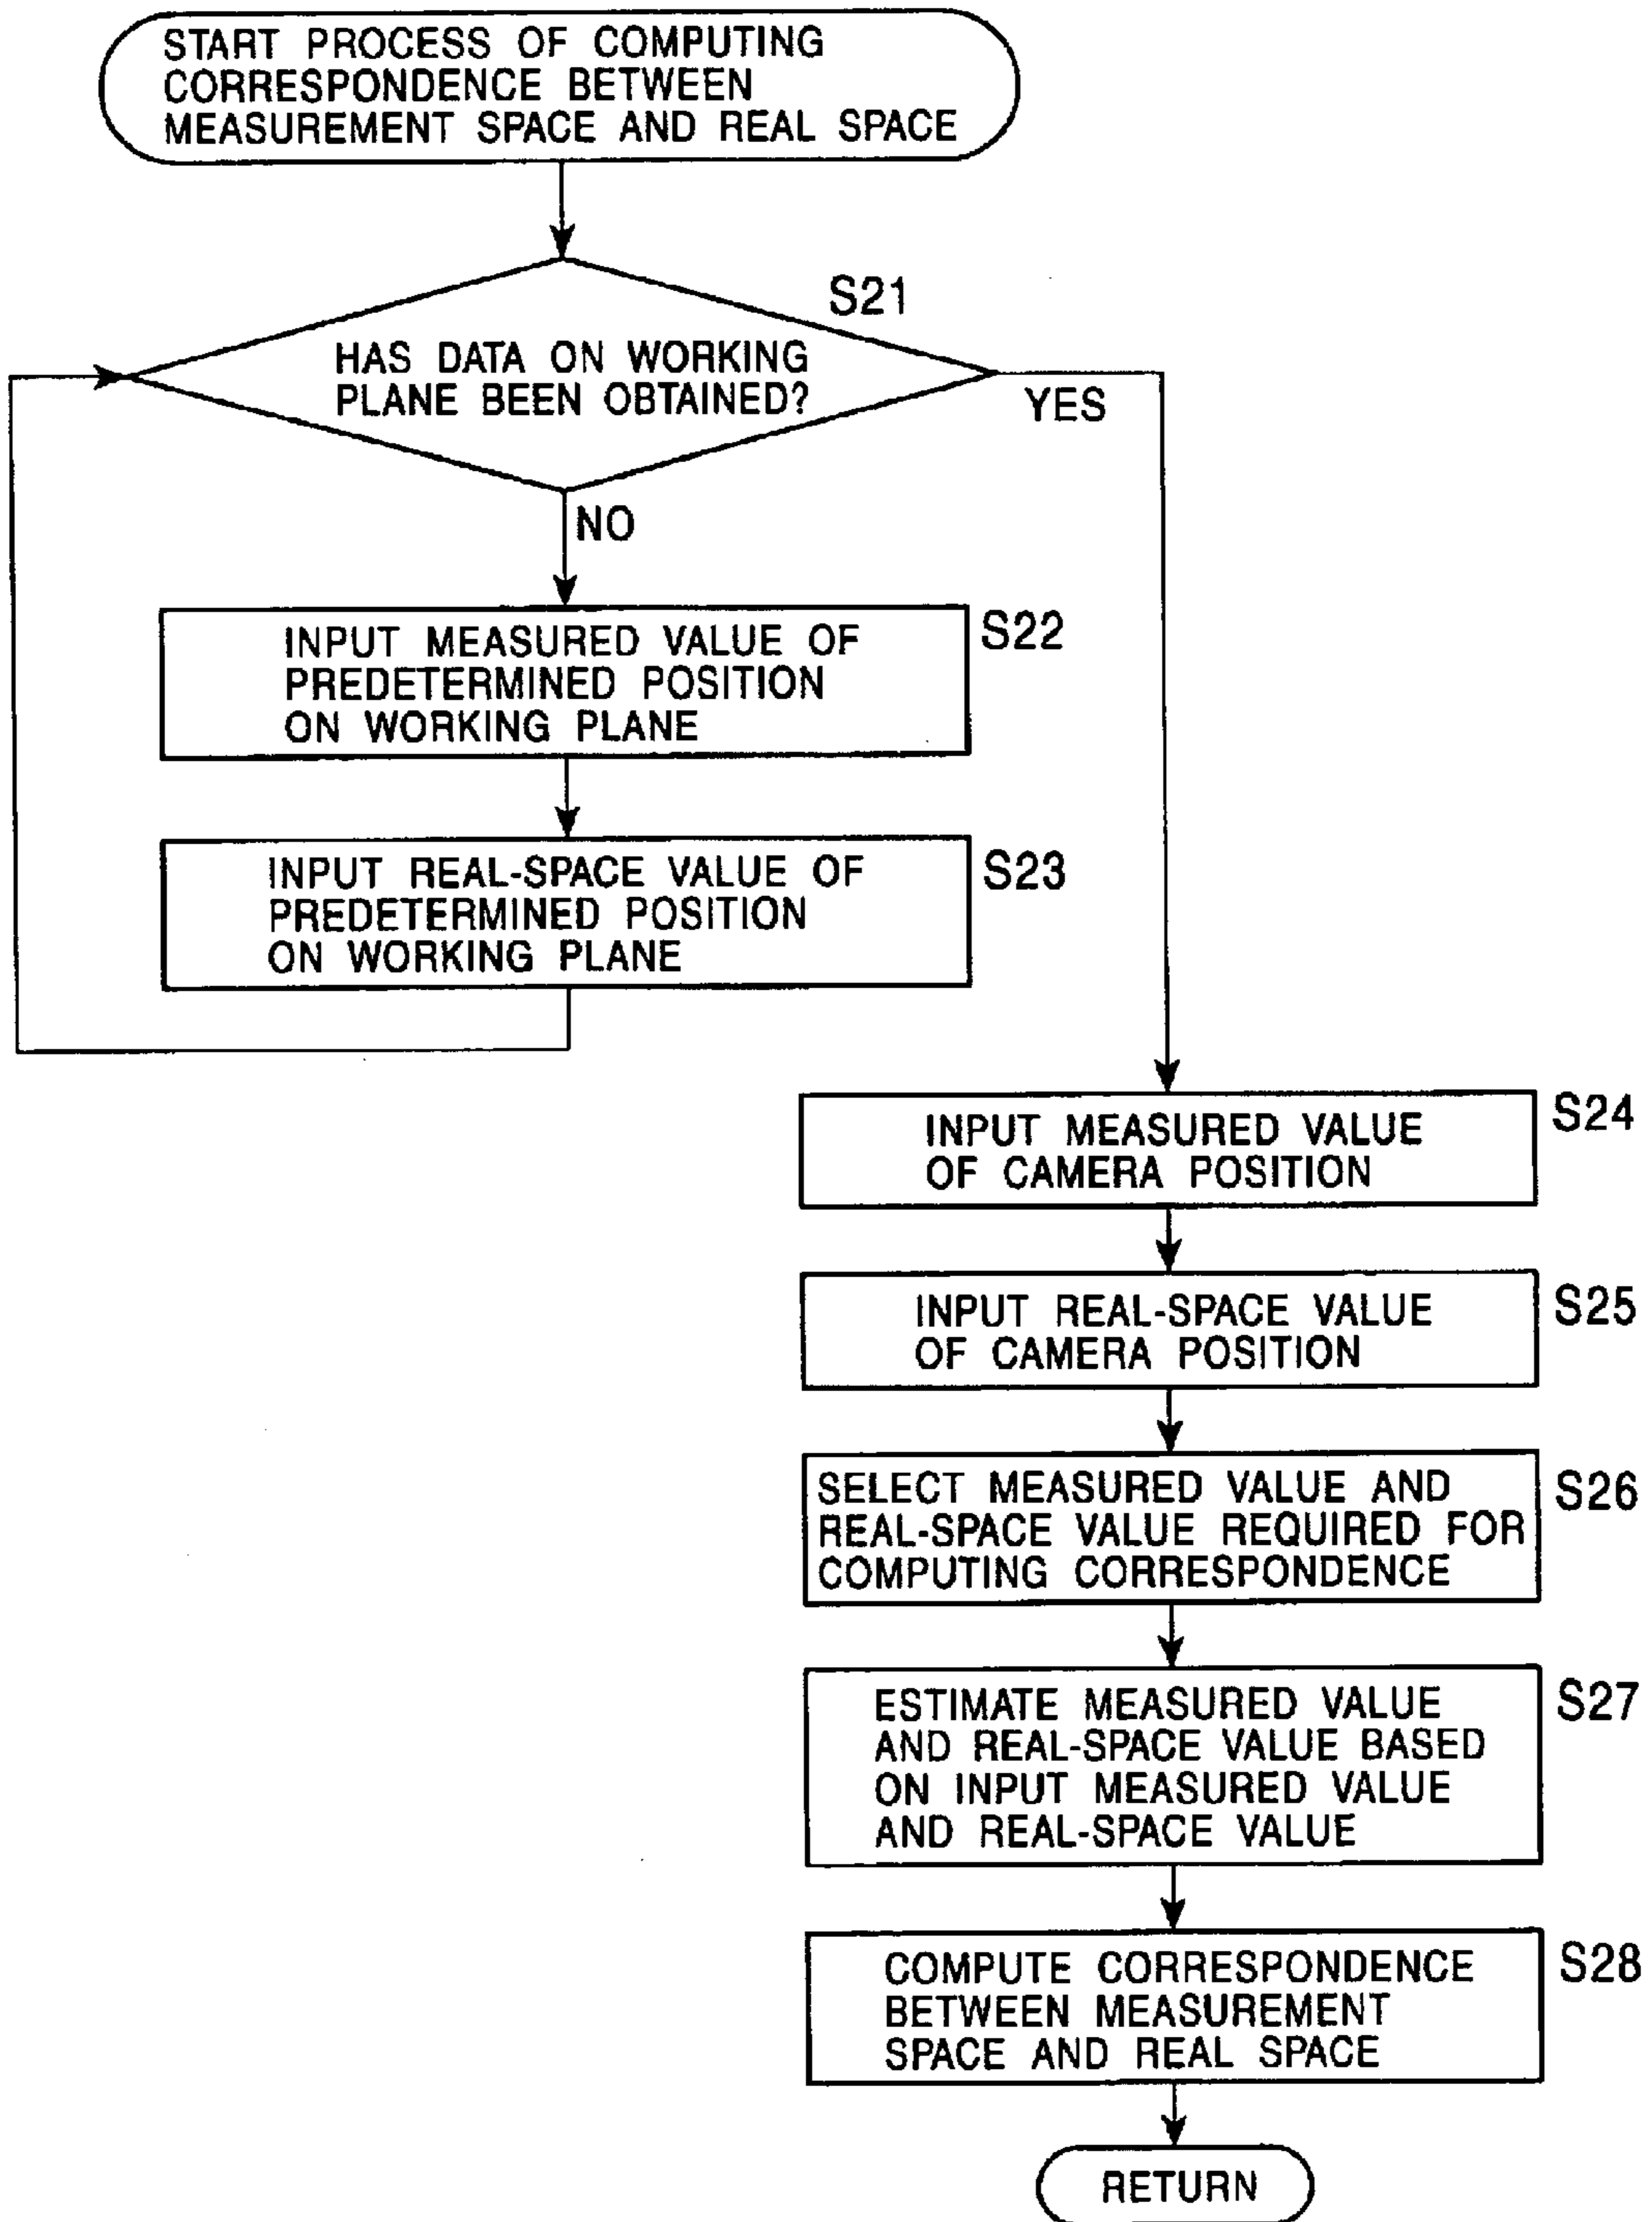 START PROCESS OF COMPUTING
CORRESPONDENCE BETWEEN
MEASUREMENT SPACE AND REAL SPACE
S21
HAS DATA ON WORKING
PLANE BEEN OBTAINED?
YES
NO
S22
INPUT MEASURED VALUE OF
PREDETERMINED POSITION
ON WORKING PLANE
S23
INPUT REAL-SPACE VALUE OF
PREDETERMINED POSITION
ON WORKING PLANE
S24
INPUT MEASURED VALUE
OF CAMERA POSITION
S25
INPUT REAL-SPACE VALUE
OF CAMERA POSITION
S26
SELECT MEASURED VALUE AND
REAL-SPACE VALUE REQUIRED FOR
COMPUTING CORRESPONDENCE
S27
ESTIMATE MEASURED VALUE
AND REAL-SPACE VALUE BASED
ON INPUT MEASURED VALUE
AND REAL-SPACE VALUE
S28
COMPUTE CORRESPONDENCE
BETWEEN MEASUREMENT
SPACE AND REAL SPACE
RETURN